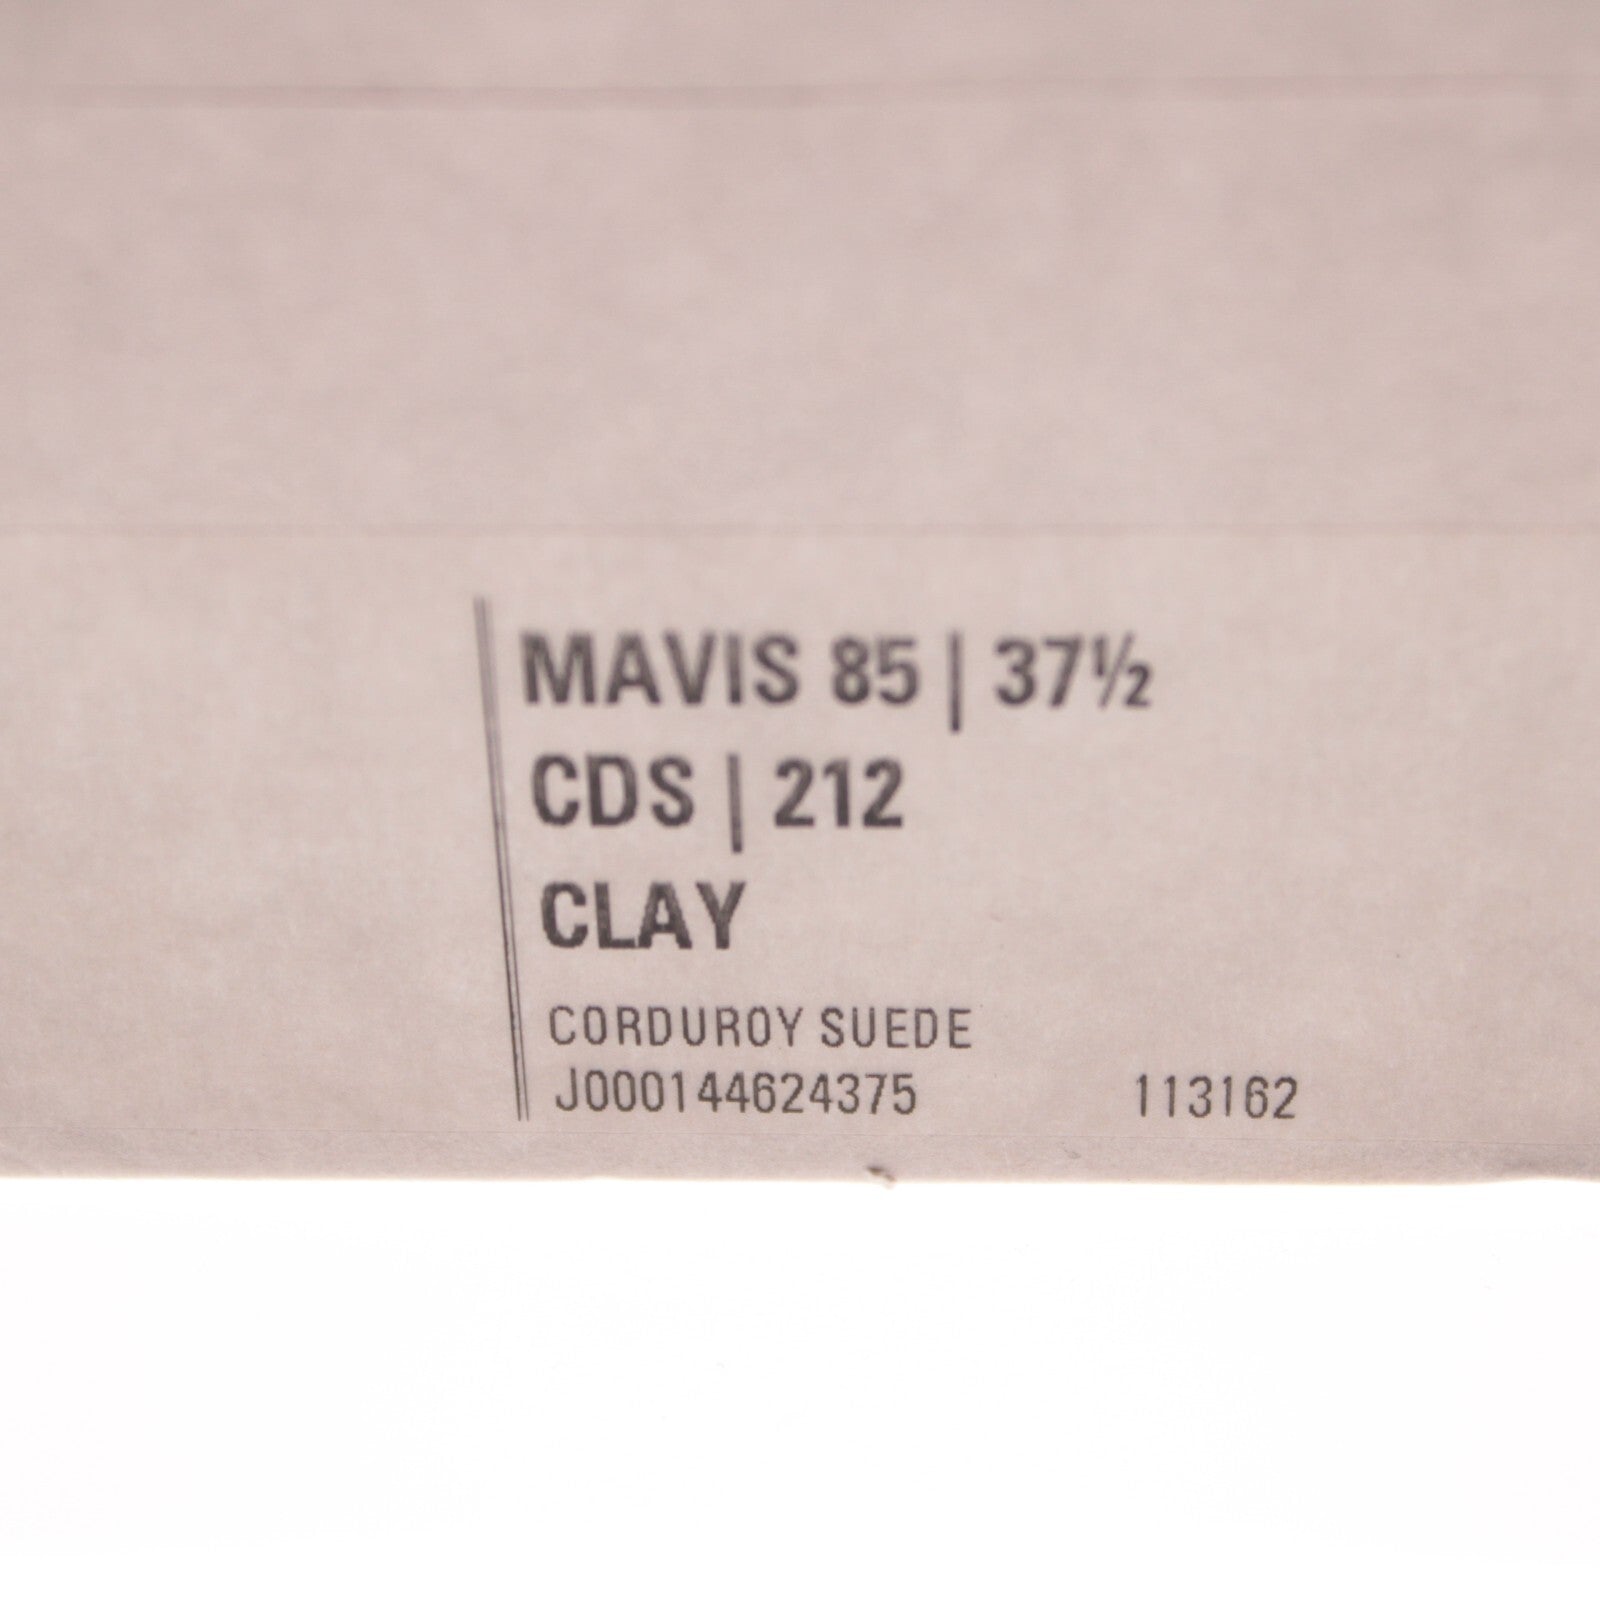 MAVIS 85 | 37½
CDS | 212
CLAY
CORDUROY SUEDE
J000144624375 113162